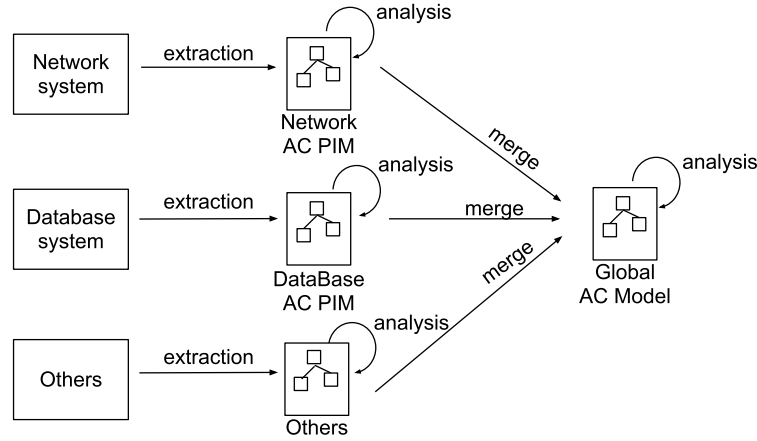 analysis
Network
system
extraction
Network
AC PIM
merge
analysis
Database
system
extraction
DataBase
AC PIM
merge
analysis
Global
AC Model
merge
analysis
Others
extraction
Others